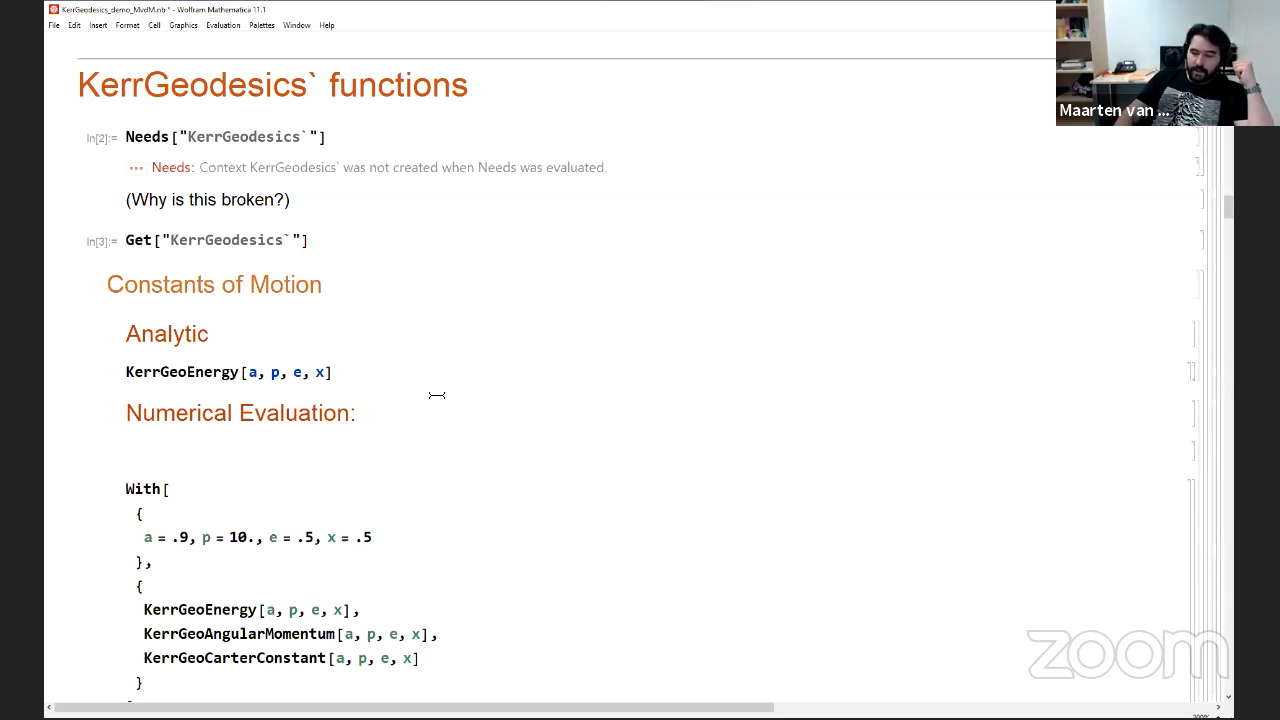 KerrGeodesics_demo_MvdM.nb * - Wolfram Mathematica 11.1
File Edit Insert Format Cell Graphics Evaluation Palettes Window Help
KerrGeodesics` functions
In[2]:= Needs["KerrGeodesics`"]
Needs: Context KerrGeodesics` was not created when Needs was evaluated.
(Why is this broken?)
In[3]:= Get["KerrGeodesics`"]
Constants of Motion
Analytic
KerrGeoEnergy[a, p, e, x]
Numerical Evaluation:
With[
{
a = .9, p = 10., e = .5, x = .5
},
{
KerrGeoEnergy[a, p, e, x],
KerrGeoAngularMomentum[a, p, e, x],
KerrGeoCarterConstant[a, p, e, x]
}
Maarten van ...
zoom